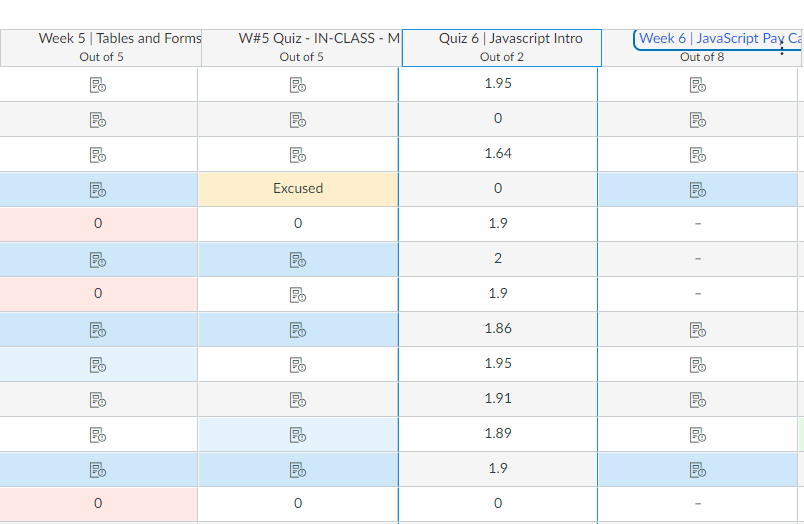 Week 5 | Tables and Forms W#5 Quiz - IN-CLASS - M Quiz 6 | Javascript Intro Week 6 | JavaScript Pay Ca
Out of 5 Out of 5 Out of 2 Out of 8
1.95
0
1.64
Excused 0
0 0 1.9 –
2 –
0 1.9 –
1.86
1.95
1.91
1.89
1.9
0 0 0 –